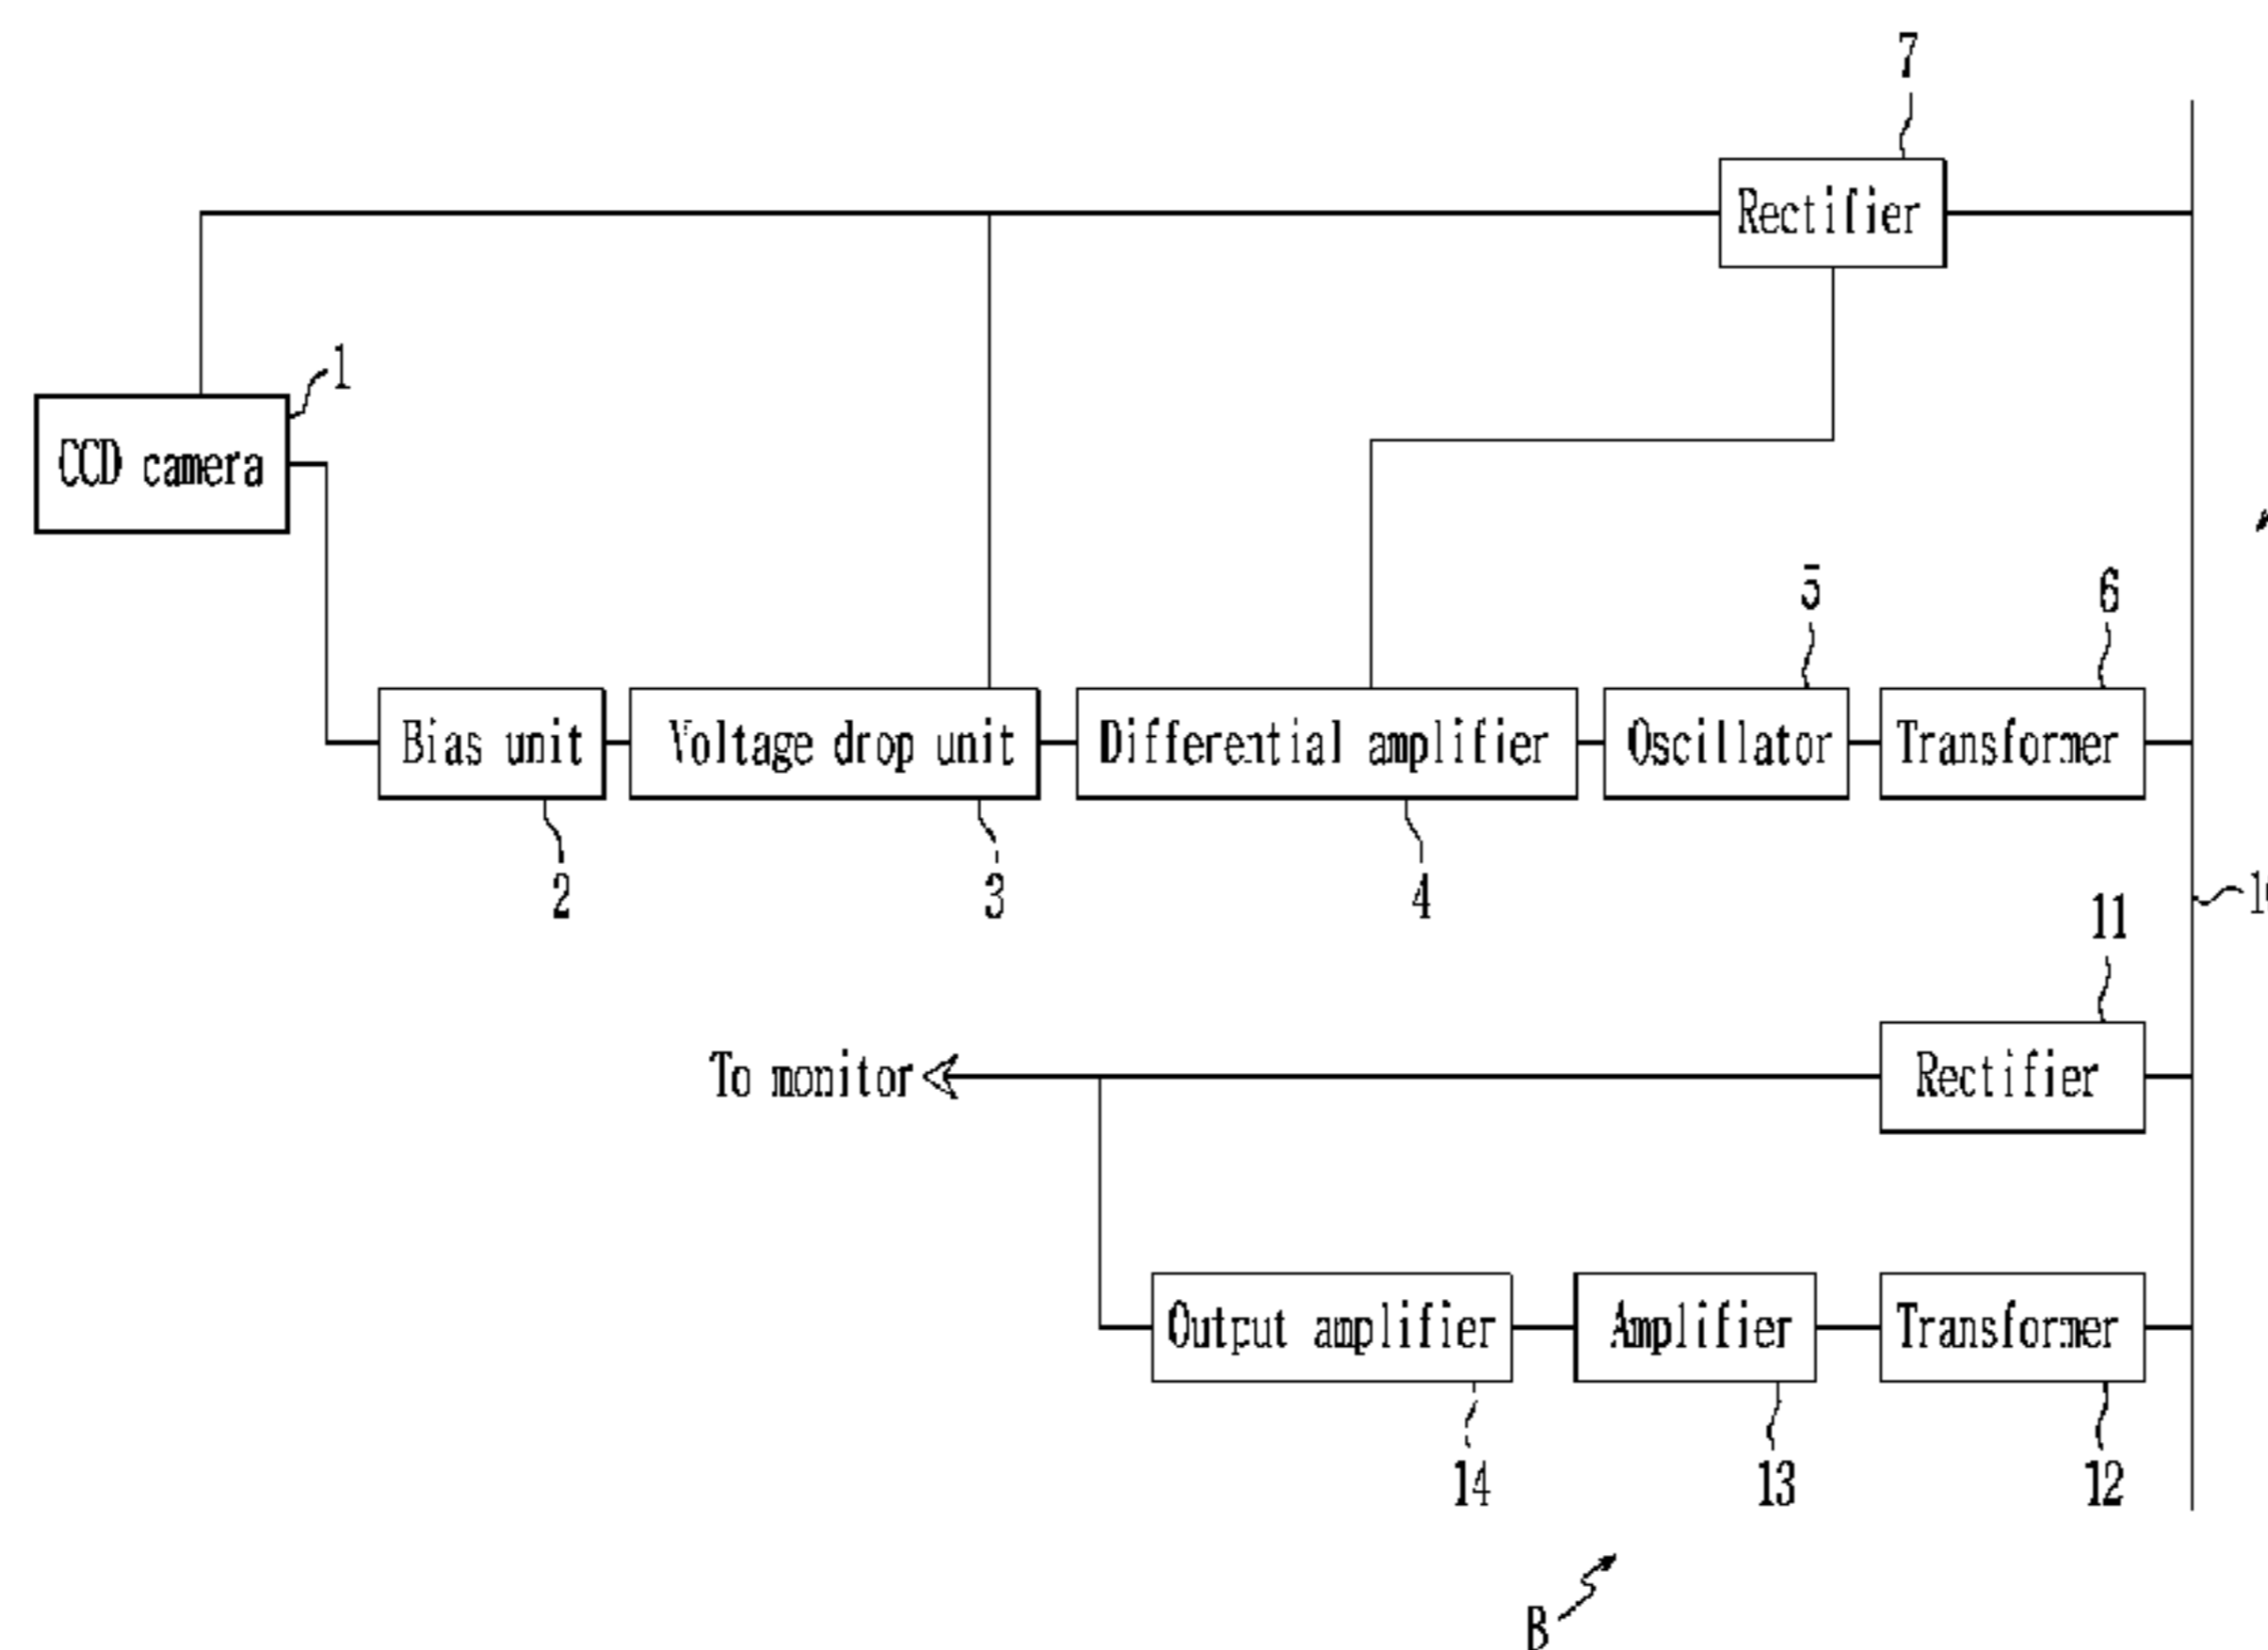 7
Rectifier
1
CCD camera
5
6
Bias unit
Voltage drop unit
Differential amplifier
Oscillator
Transformer
2
3
4
11
To monitor
Rectifier
Output amplifier
Amplifier
Transformer
14
13
12
B